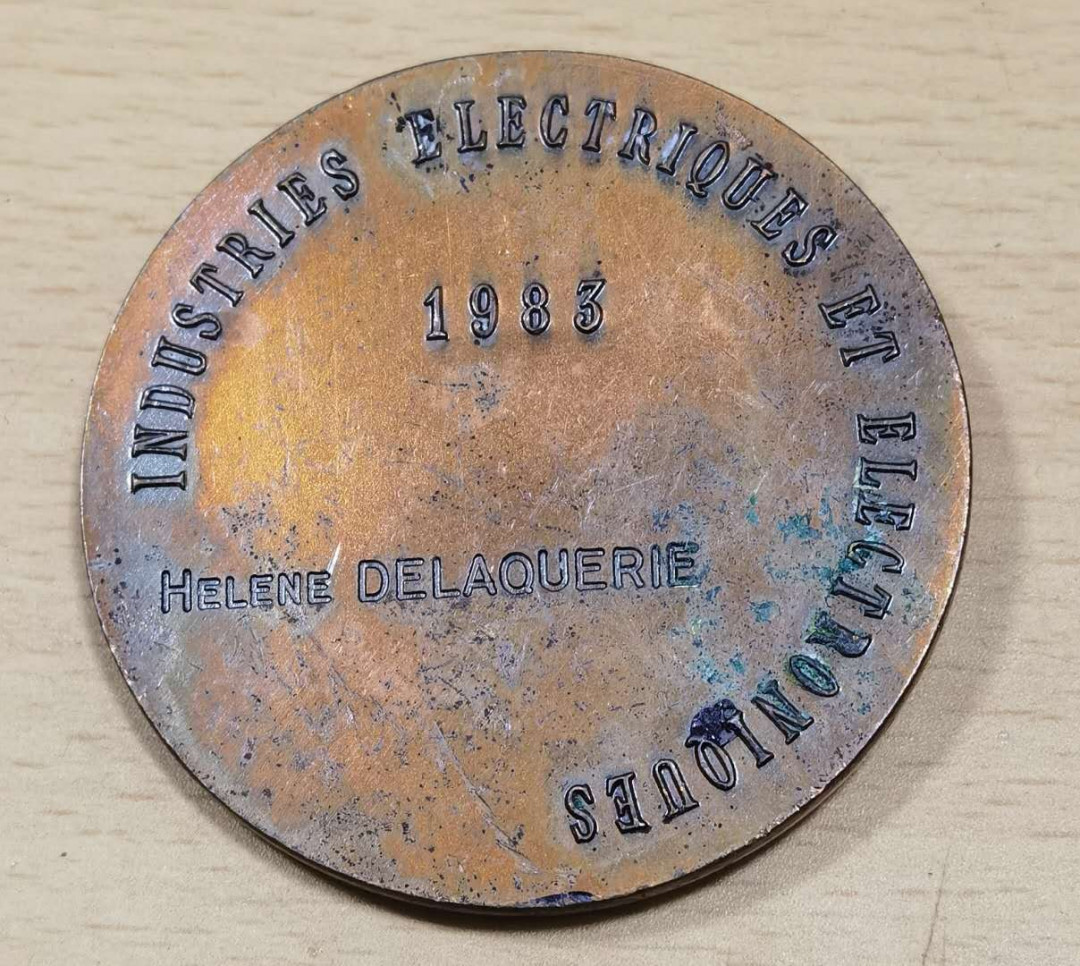 INDUSTRIES ELECTRIQUES ET ELECTRONIQUES
1983
HELENE DELAQUERIE